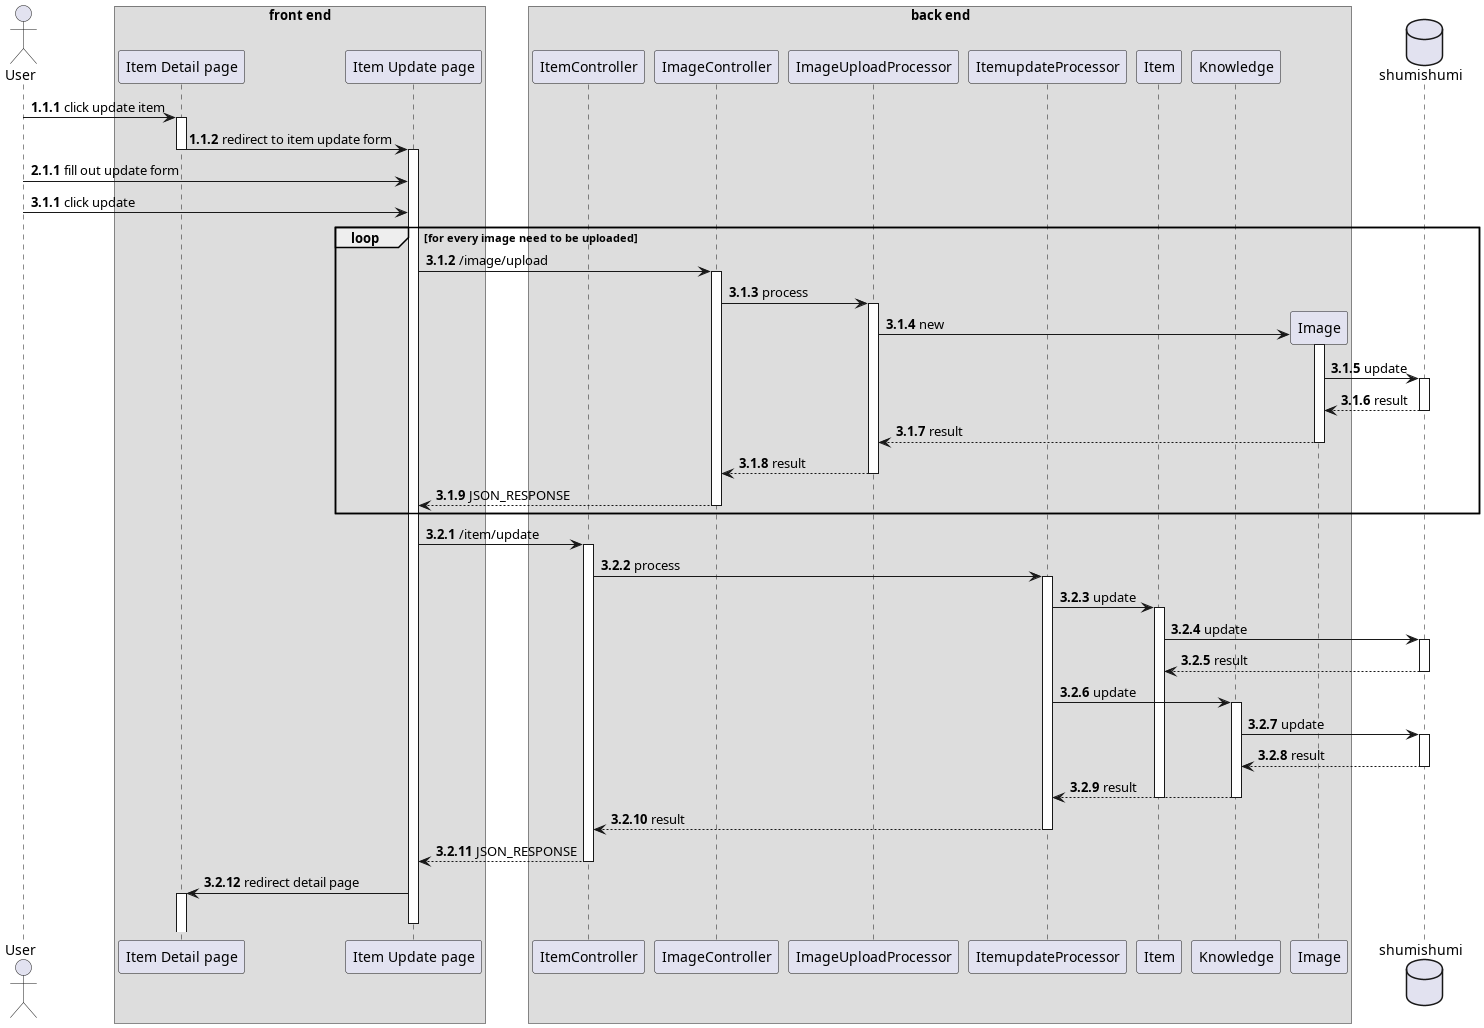 front end
back end
User
Item Detail page
Item Update page
ItemController
ImageController
ImageUploadProcessor
ItemupdateProcessor
Item
Knowledge
shumishumi
1.1.1 click update item
1.1.2 redirect to item update form
2.1.1 fill out update form
3.1.1 click update
loop
[for every image need to be uploaded]
3.1.2 /image/upload
3.1.3 process
3.1.4 new
Image
3.1.5 update
3.1.6 result
3.1.7 result
3.1.8 result
3.1.9 JSON_RESPONSE
3.2.1 /item/update
3.2.2 process
3.2.3 update
3.2.4 update
3.2.5 result
3.2.6 update
3.2.7 update
3.2.8 result
3.2.9 result
3.2.10 result
3.2.11 JSON_RESPONSE
3.2.12 redirect detail page
User
Item Detail page
Item Update page
ItemController
ImageController
ImageUploadProcessor
ItemupdateProcessor
Item
Knowledge
Image
shumishumi